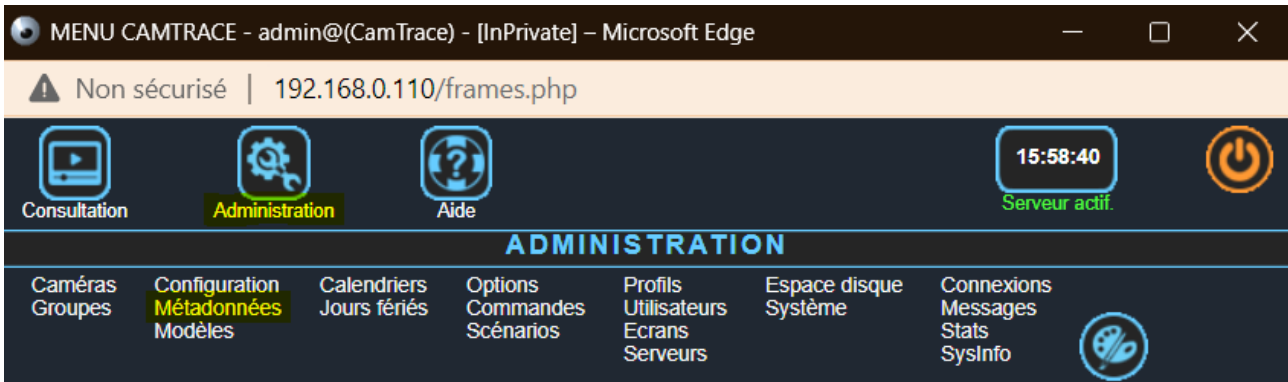 MENU CAMTRACE - admin@(CamTrace) - [InPrivate] – Microsoft Edge
Non sécurisé | 192.168.0.110/frames.php
Consultation Administration Aide
15:58:40
Serveur actif.
ADMINISTRATION
Caméras Configuration Calendriers Options Profils Espace disque Connexions
Groupes Métadonnées Jours fériés Commandes Utilisateurs Système Messages
Modèles Scénarios Ecrans Stats
Serveurs SysInfo